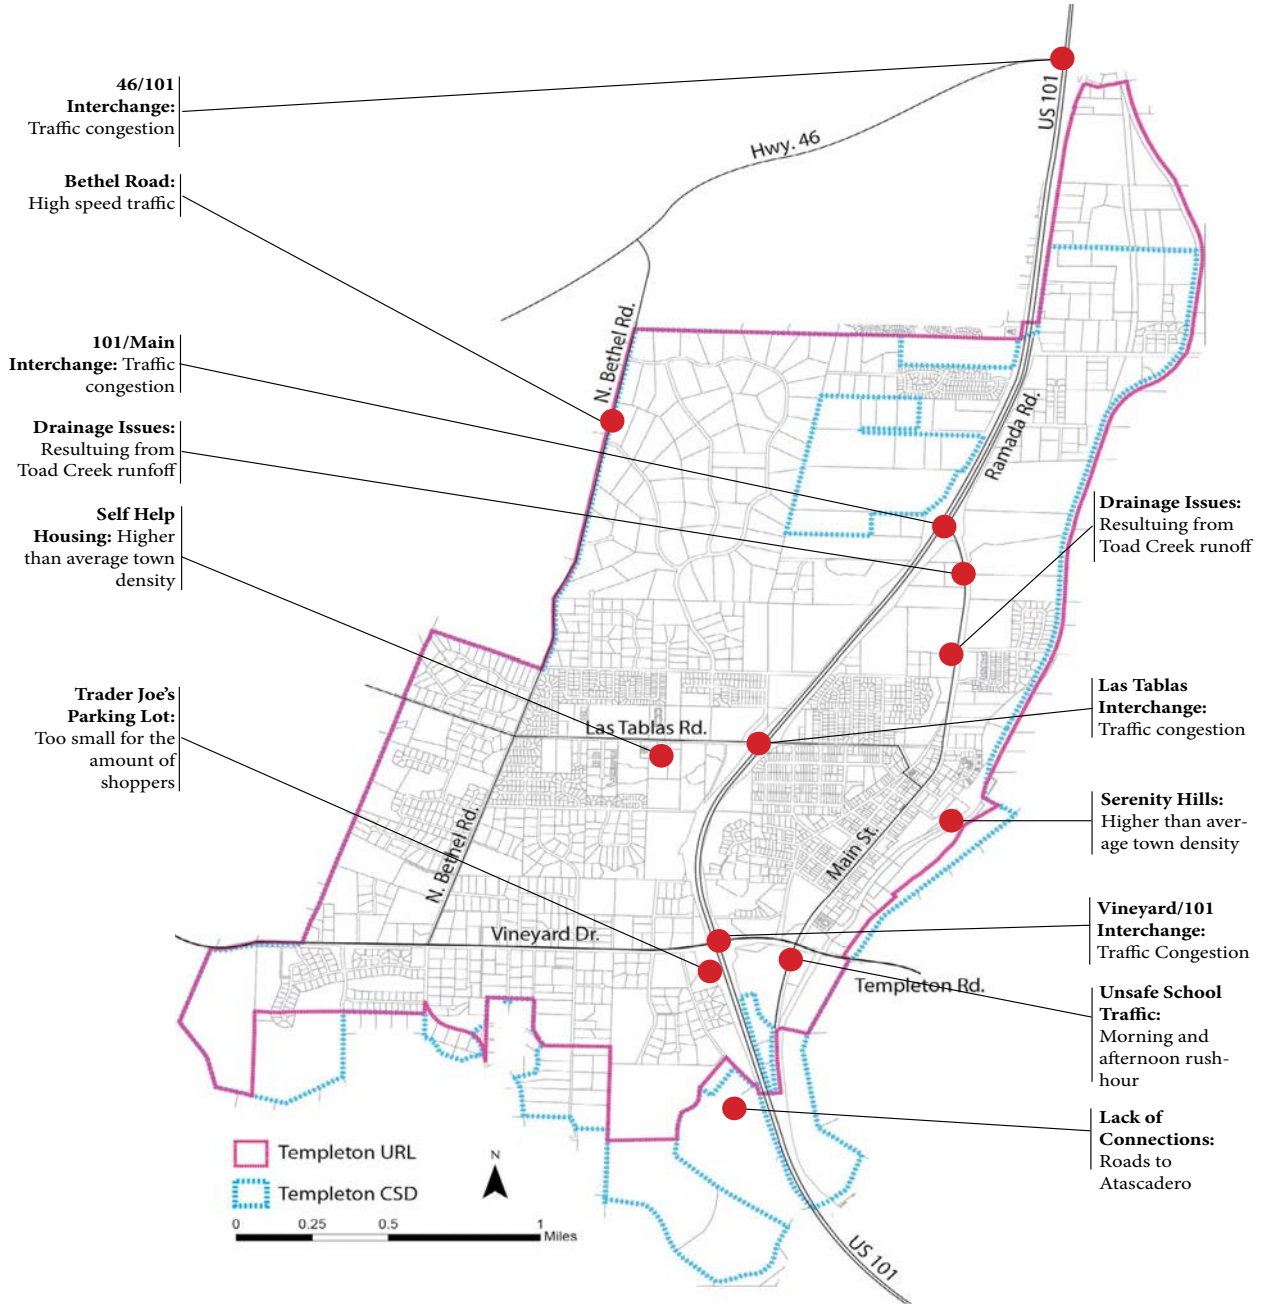 46/101
Interchange:
Traffic congestion
US 101
Hwy. 46
Bethel Road:
High speed traffic
N. Bethel Rd.
101/Main
Interchange: Traffic
congestion
Ramada Rd.
Drainage Issues:
Resultuing from
Toad Creek runfoff
Self Help
Housing: Higher
than average town
density
Drainage Issues:
Resultuing from
Toad Creek runoff
Trader Joe's
Parking Lot:
Too small for the
amount of
shoppers
Las Tablas Rd.
Las Tablas
Interchange:
Traffic congestion
N. Bethel Rd.
Main St.
Serenity Hills:
Higher than aver-
age town density
Vineyard Dr.
Vineyard/101
Interchange:
Traffic Congestion
Templeton Rd.
Unsafe School
Traffic:
Morning and
afternoon rush-
hour
Lack of
Connections:
Roads to
Atascadero
Templeton URL
Templeton CSD
N
0 0.25 0.5 1
Miles
US 101